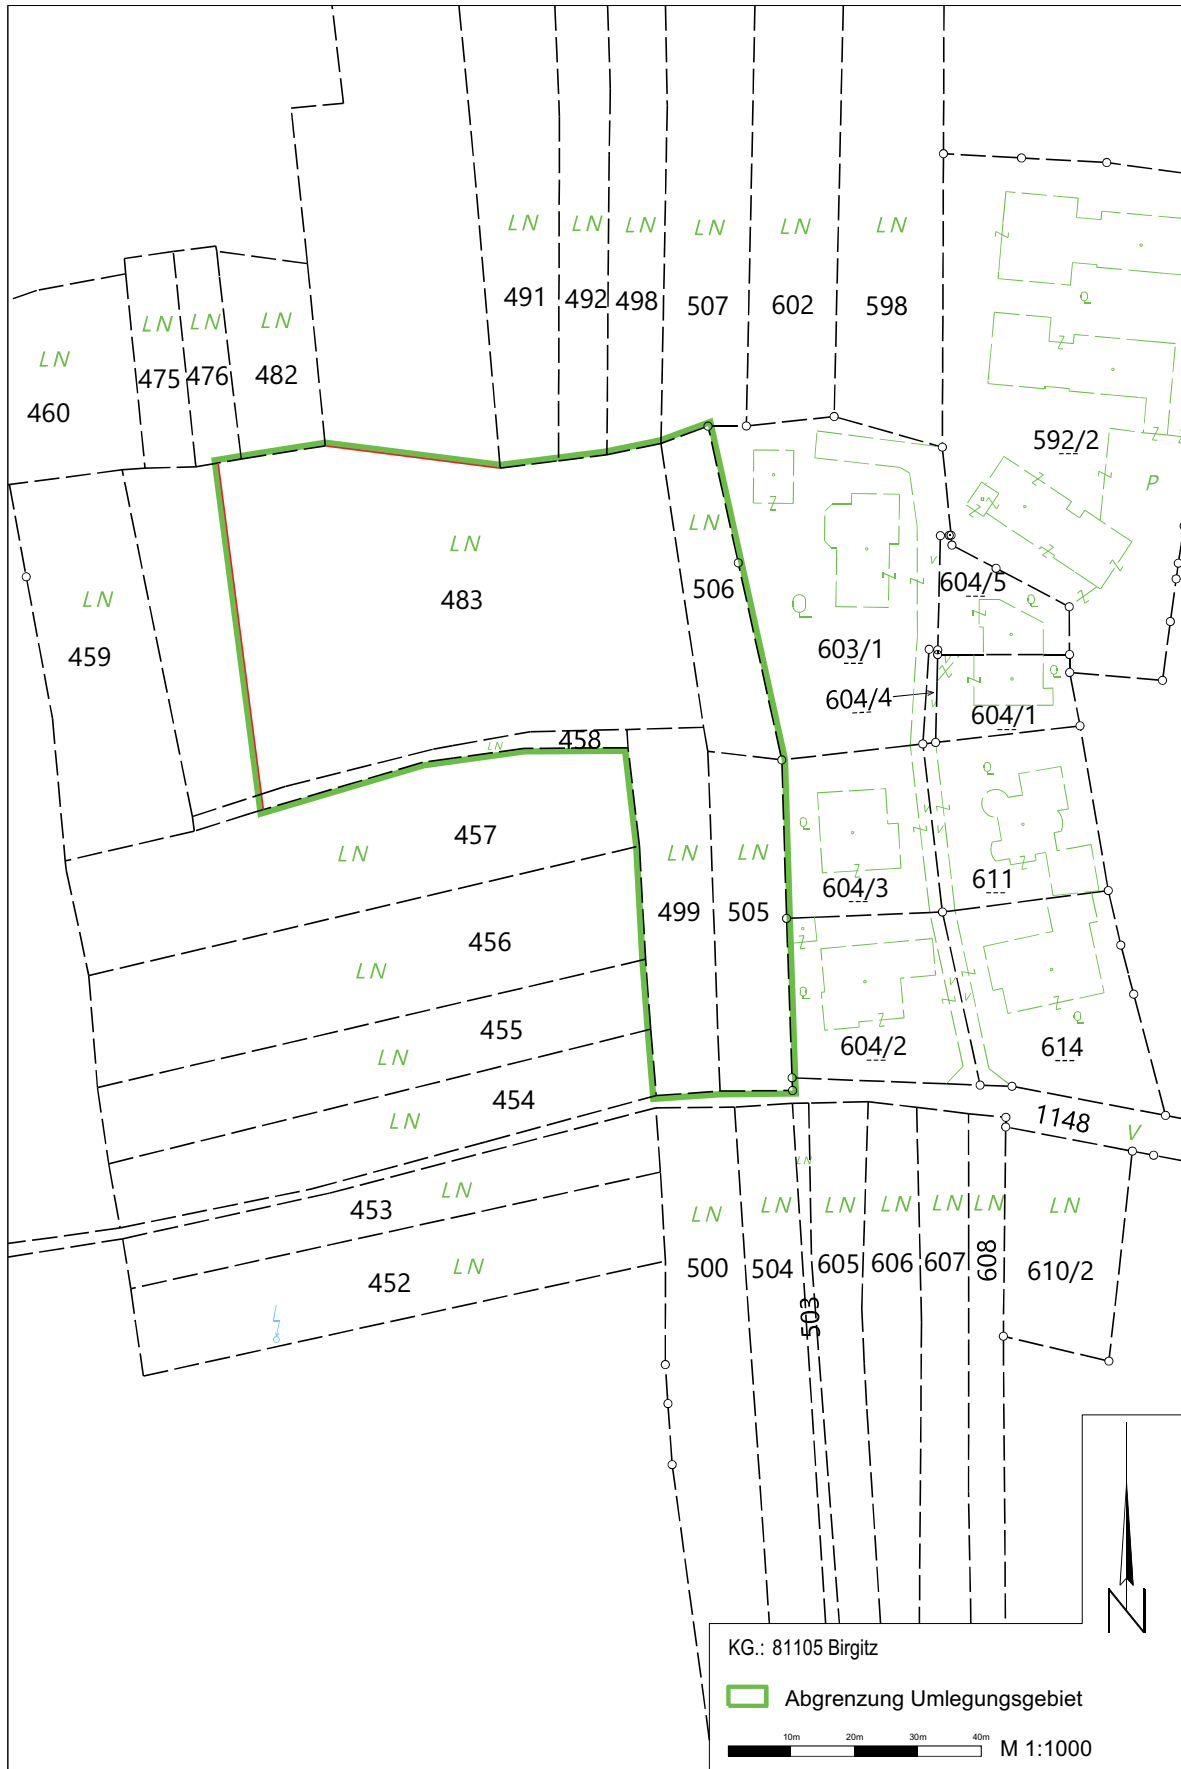 LN LN LN LN LN LN
491 492 498 507 602 598
Q
LN LN LN
LN
475 476 482
460
592/2
P
LN
LN
483
506
LN
459
604/5
Q
Q
603/1
Q
604/4
604/1
458
LN
Q
457
LN
LN LN
Q
604/3
611
499 505
456
LN
Q
455
LN
604/2
614
Q
454
LN
1148
V
LN
453
LN
LN LN LN LN LN LN LN
452
LN
500 504 503 605 606 607 608 610/2
N
KG.: 81105 Birgitz
Abgrenzung Umlegungsgebiet
10m 20m 30m 40m
M 1:1000